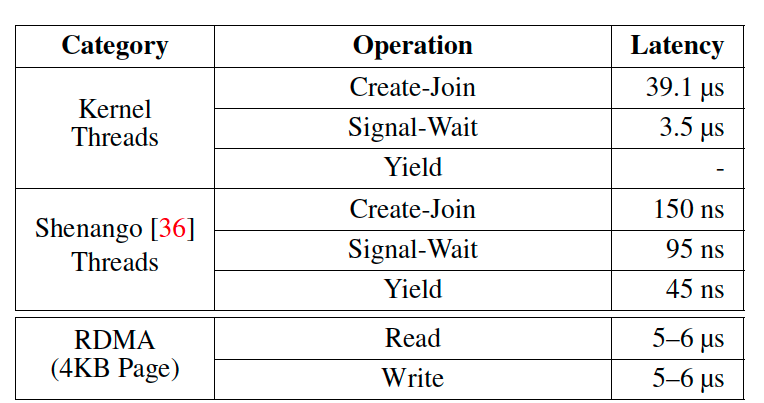 Category Operation Latency
Kernel Threads Create-Join 39.1 µs
Signal-Wait 3.5 µs
Yield -
Shenango [36] Threads Create-Join 150 ns
Signal-Wait 95 ns
Yield 45 ns
RDMA (4KB Page) Read 5–6 µs
Write 5–6 µs